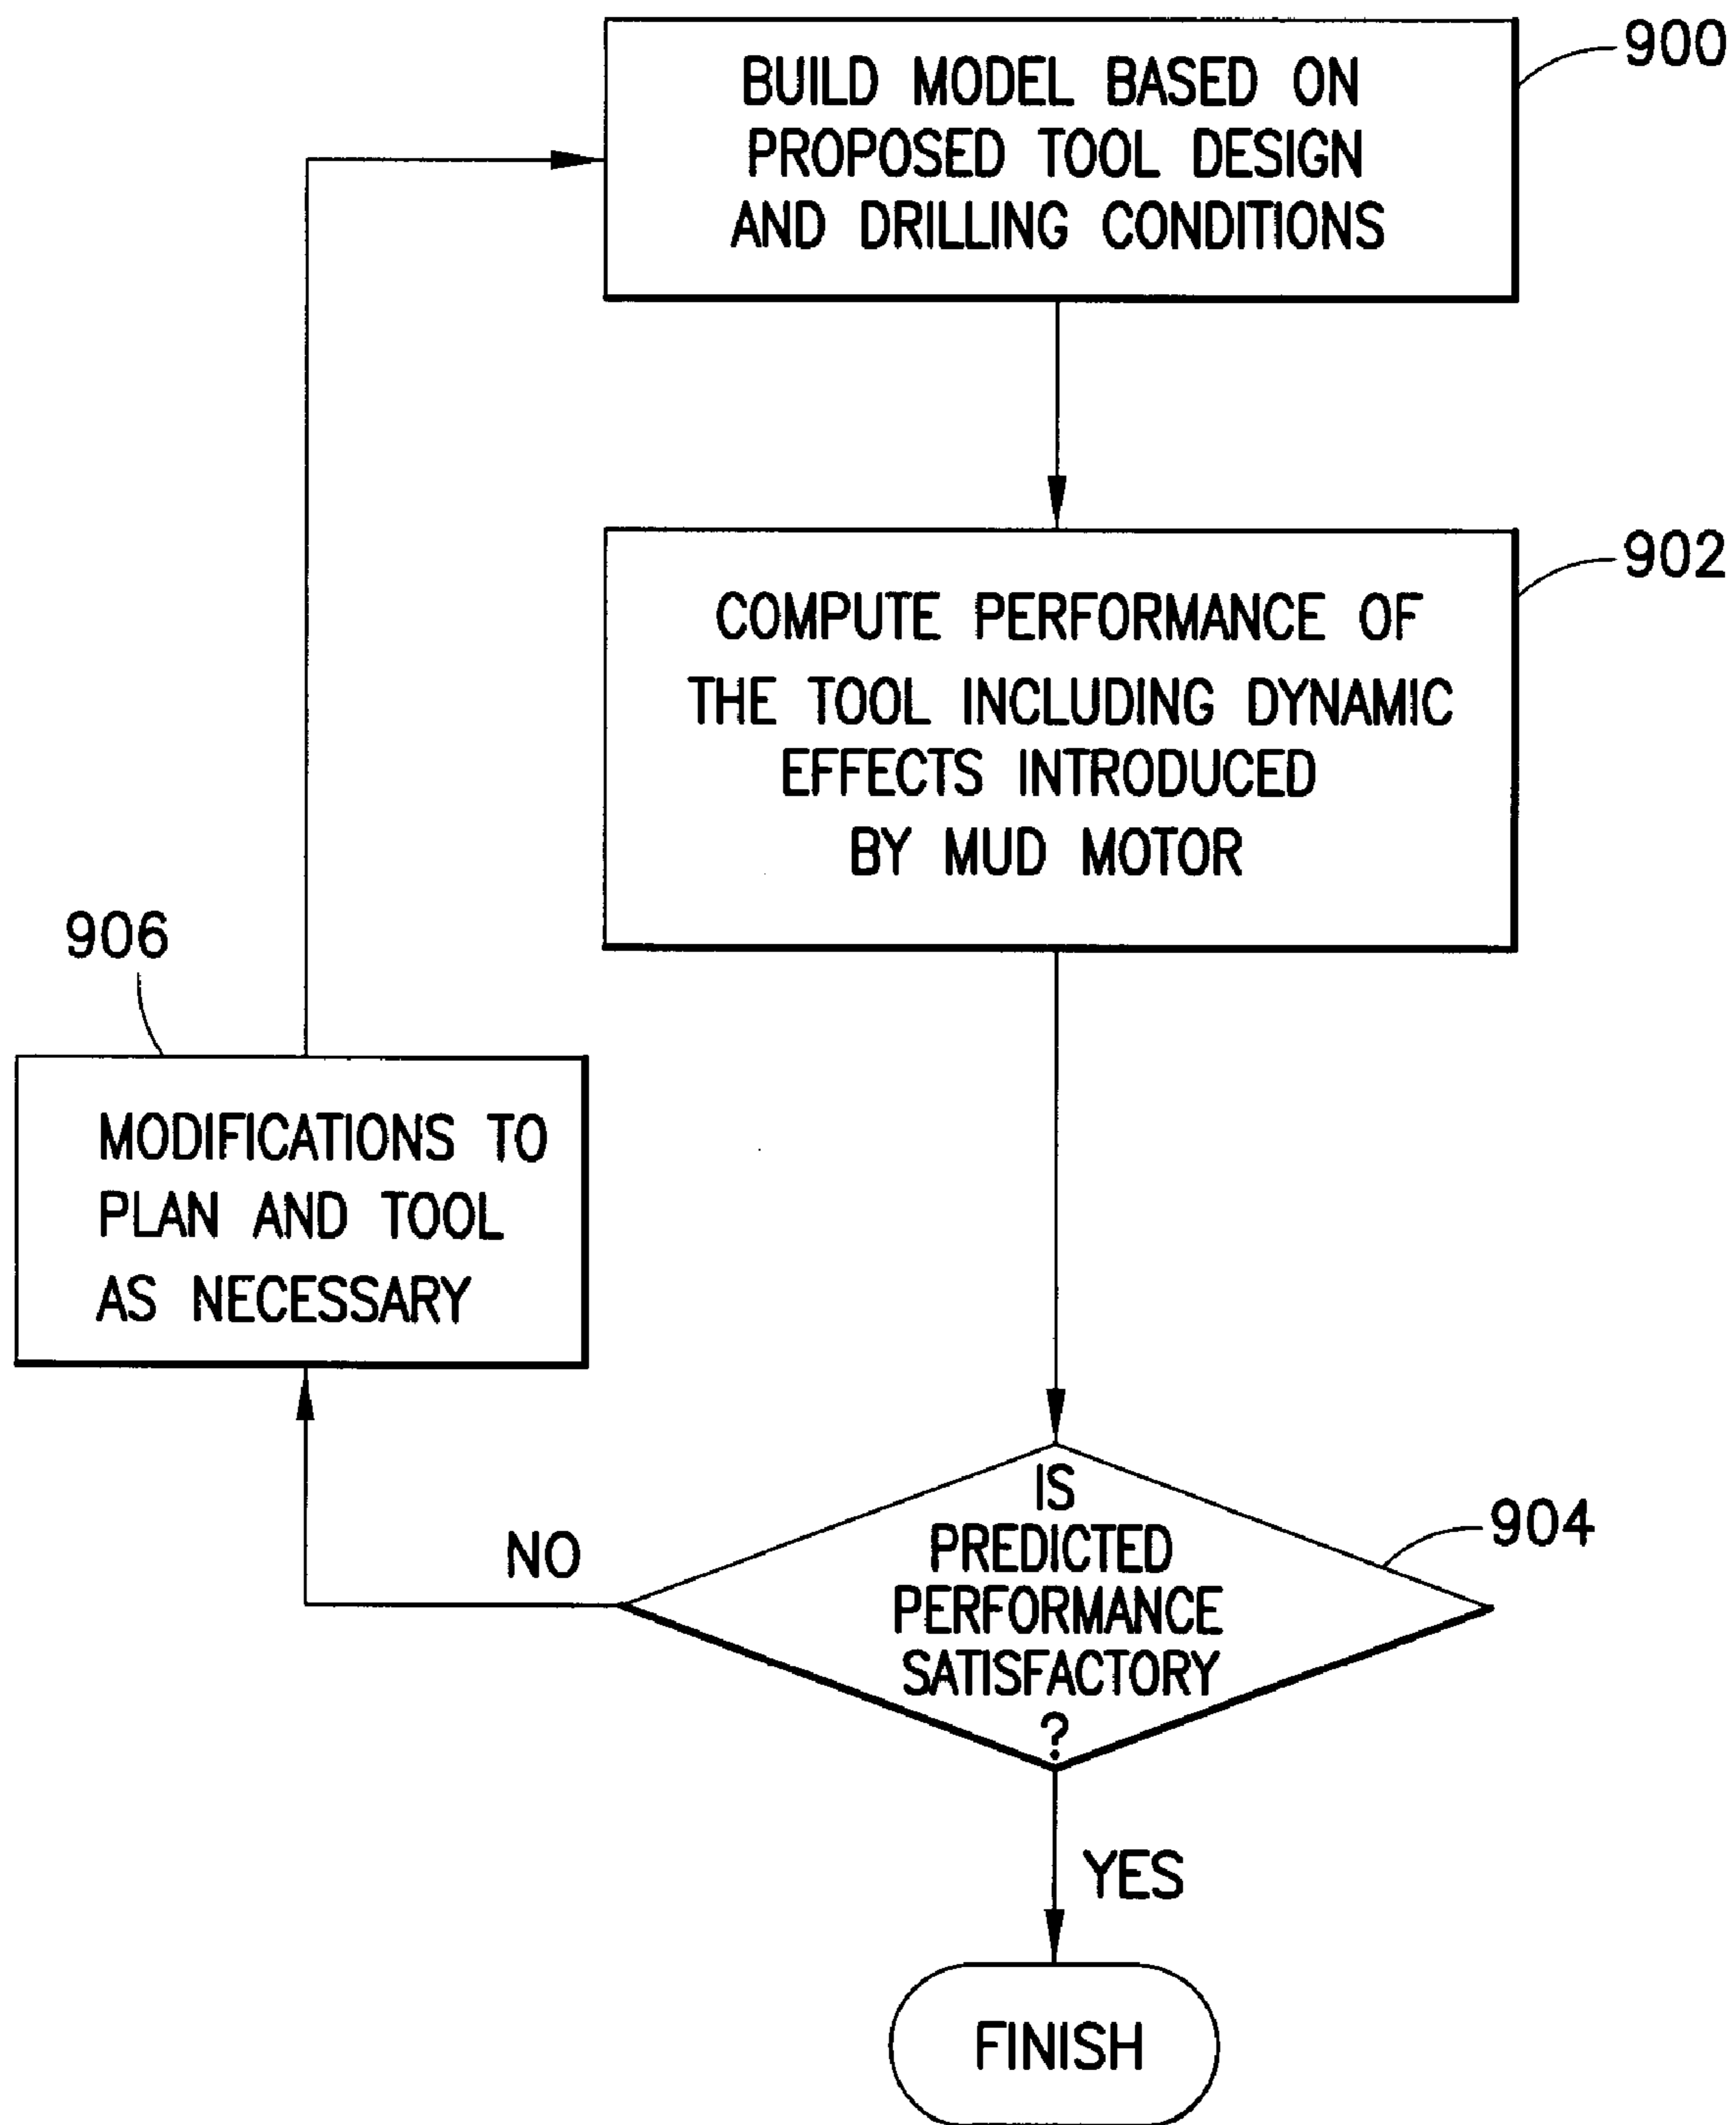 900
BUILD MODEL BASED ON
PROPOSED TOOL DESIGN
AND DRILLING CONDITIONS
902
COMPUTE PERFORMANCE OF
THE TOOL INCLUDING DYNAMIC
EFFECTS INTRODUCED
BY MUD MOTOR
906
MODIFICATIONS TO
PLAN AND TOOL
AS NECESSARY
904
NO
IS
PREDICTED
PERFORMANCE
SATISFACTORY
?
YES
FINISH